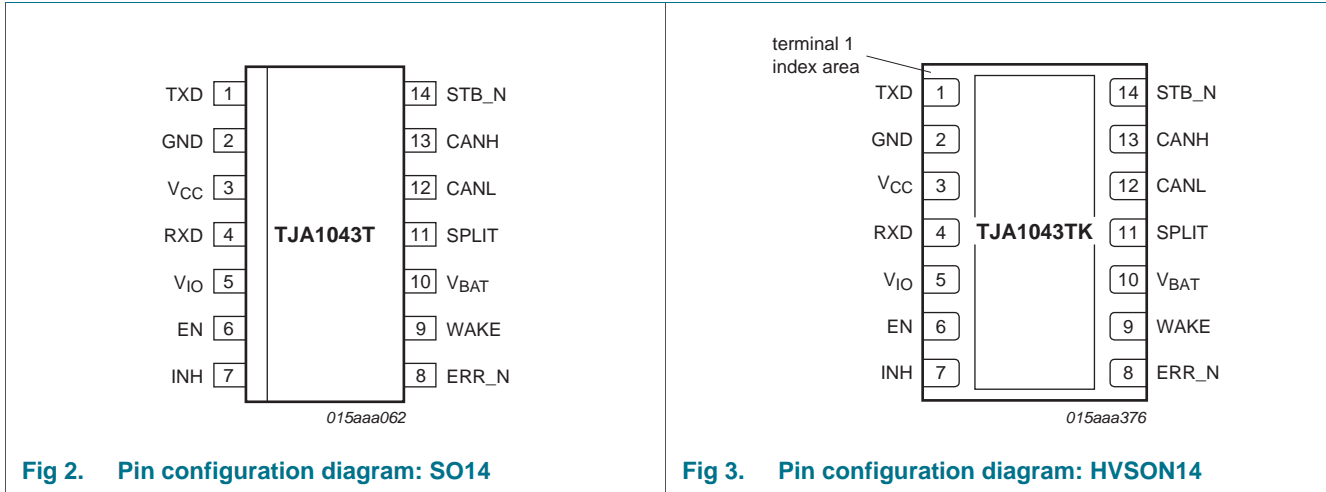 TXD 1 14 STB_N
GND 2 13 CANH
VCC 3 12 CANL
RXD 4 TJA1043T 11 SPLIT
VIO 5 10 VBAT
EN 6 9 WAKE
INH 7 8 ERR_N
015aaa062
Fig 2. Pin configuration diagram: SO14
terminal 1
index area
TXD 1 14 STB_N
GND 2 13 CANH
VCC 3 12 CANL
RXD 4 TJA1043TK 11 SPLIT
VIO 5 10 VBAT
EN 6 9 WAKE
INH 7 8 ERR_N
015aaa376
Fig 3. Pin configuration diagram: HVSON14